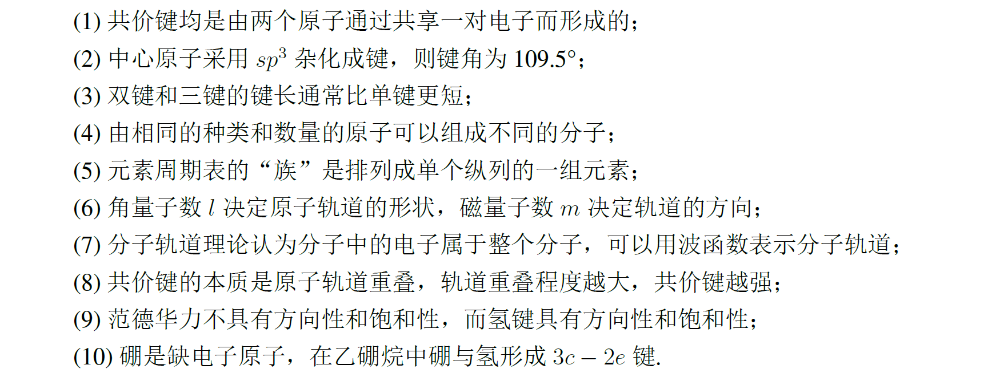 (1) 共价键均是由两个原子通过共享一对电子而形成的；
(2) 中心原子采用 sp³ 杂化成键，则键角为 109.5°；
(3) 双键和三键的键长通常比单键更短；
(4) 由相同的种类和数量的原子可以组成不同的分子；
(5) 元素周期表的“族”是排列成单个纵列的一组元素；
(6) 角量子数 l 决定原子轨道的形状，磁量子数 m 决定轨道的方向；
(7) 分子轨道理论认为分子中的电子属于整个分子，可以用波函数表示分子轨道；
(8) 共价键的本质是原子轨道重叠，轨道重叠程度越大，共价键越强；
(9) 范德华力不具有方向性和饱和性，而氢键具有方向性和饱和性；
(10) 硼是缺电子原子，在乙硼烷中硼与氢形成 3c − 2e 键.